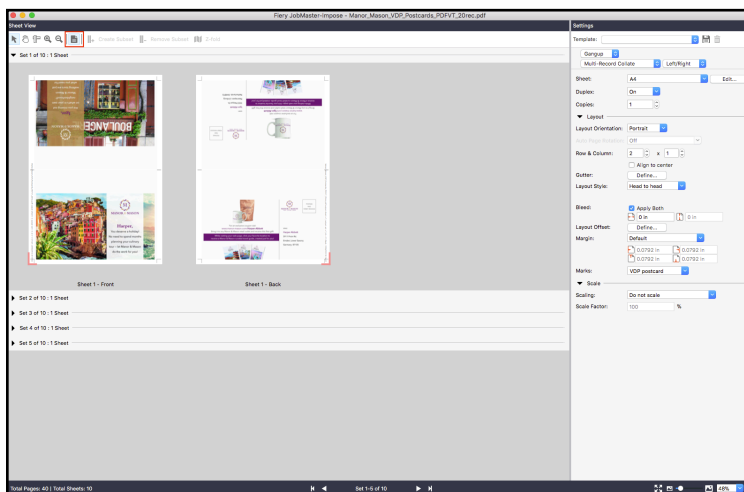 Fiery JobMaster-Impose - Manor_Mason_VDP_Postcards_PDFVT_20rec.pdf
Sheet View
Create Subset
Remove Subset
Z-Fold
Set 1 of 10 : 1 Sheet
BOULANGE
MANOR + MASON
Harper,
Sheet 1 - Front
Sheet 1 - Back
Set 2 of 10 : 1 Sheet
Set 3 of 10 : 1 Sheet
Set 4 of 10 : 1 Sheet
Set 5 of 10 : 1 Sheet
Total Pages: 40 | Total Sheets: 10
Set 1-5 of 10
48%
Settings
Template:
Gangup
Multi-Record Collate
Left/Right
Sheet:
A4
Edit...
Duplex:
On
Copies:
1
Layout
Layout Orientation:
Portrait
Off
Row & Column:
2 x 1
Align to center
Gutter:
Define...
Layout Style:
Head to head
Bleed:
Apply Both
0 in
0 in
Layout Offset:
Define...
Margin:
Default
0.0792 in
0.0792 in
0.0792 in
0.0792 in
Marks:
VDP postcard
Scale
Scaling:
Do not scale
Scale Factor:
100 %